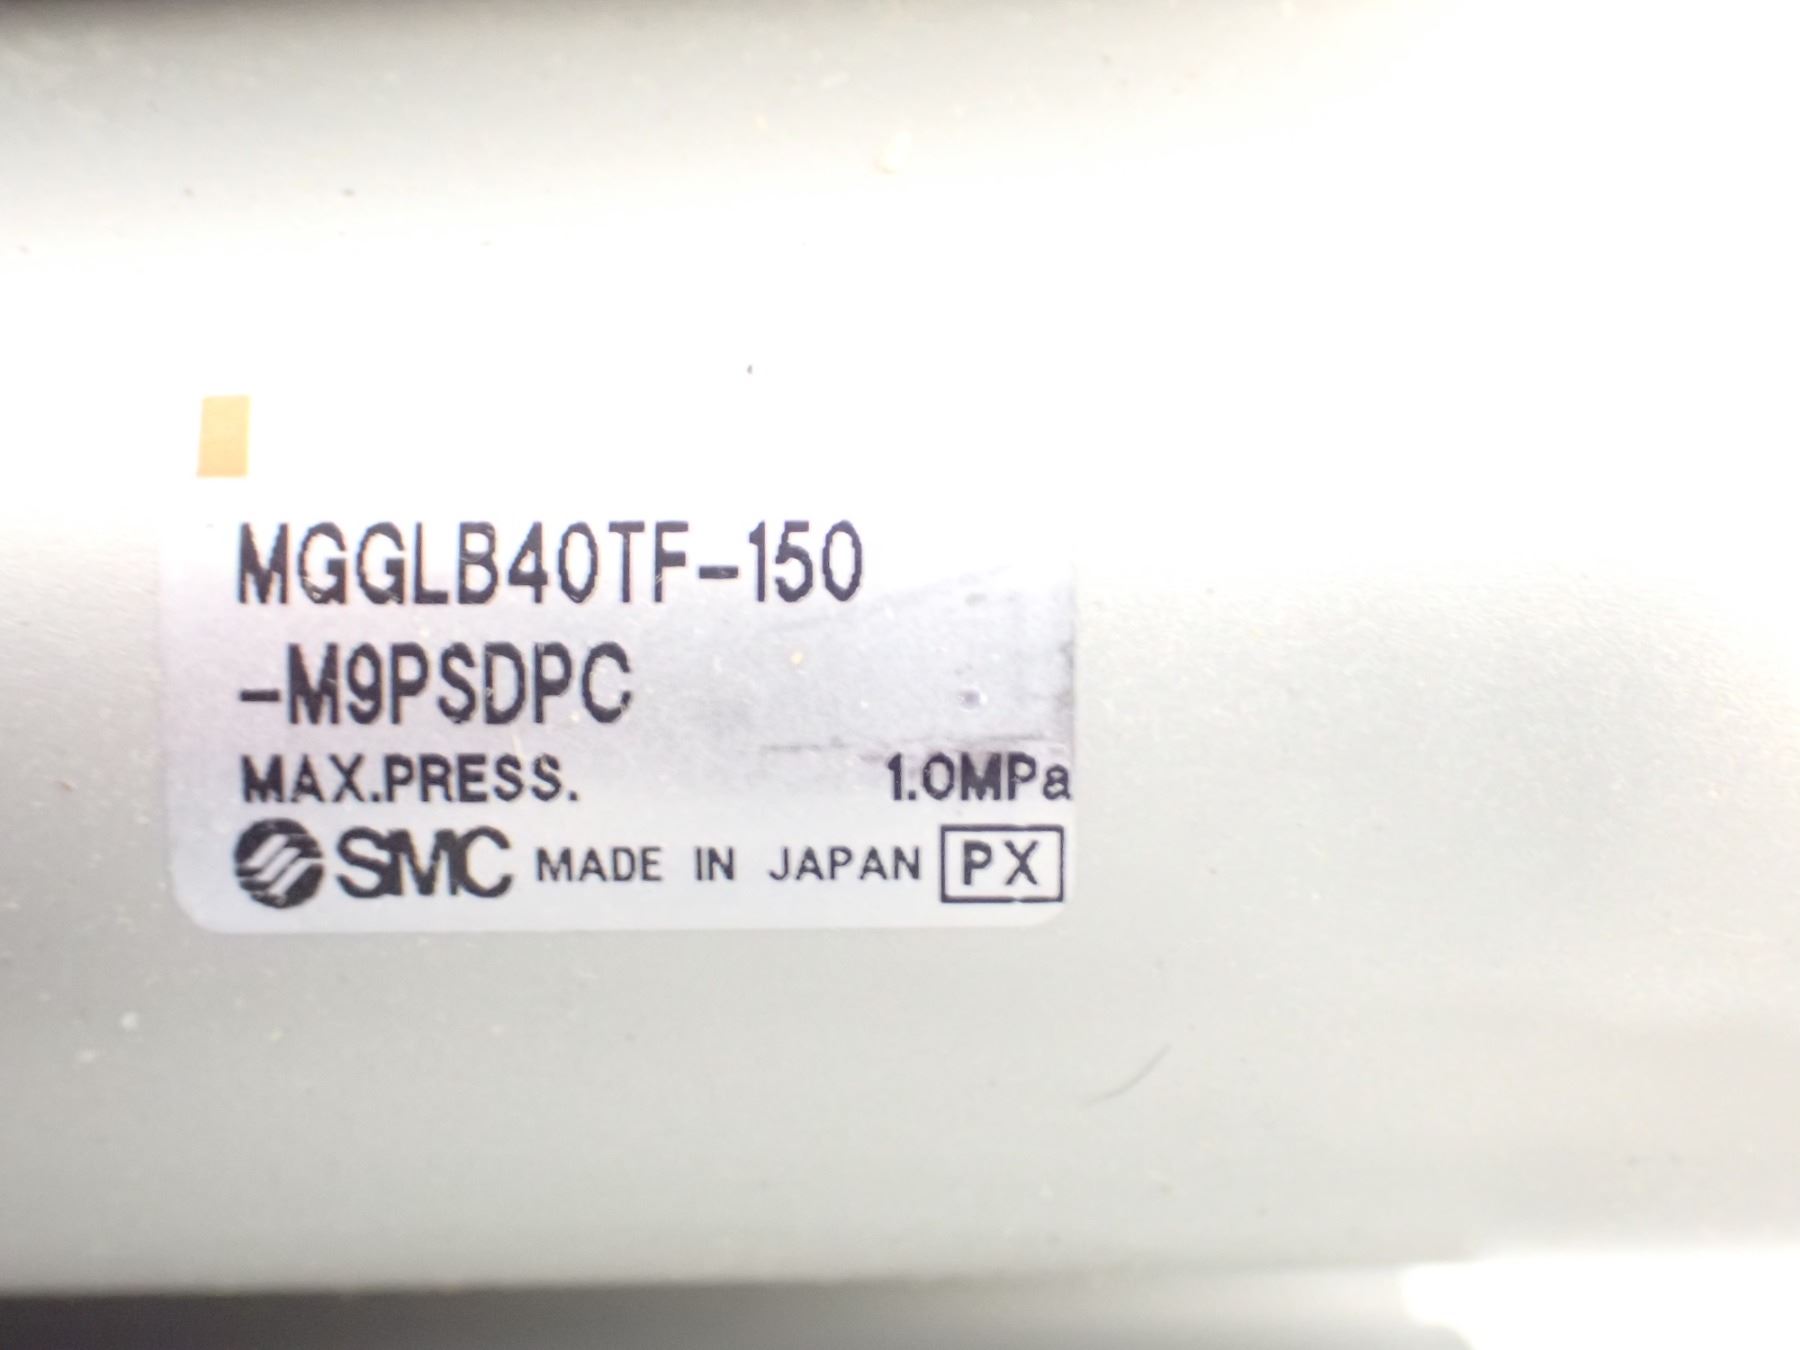 MGGLB40TF-150
-M9PSDPC
MAX.PRESS. 1.0MPa
SMC MADE IN JAPAN PX